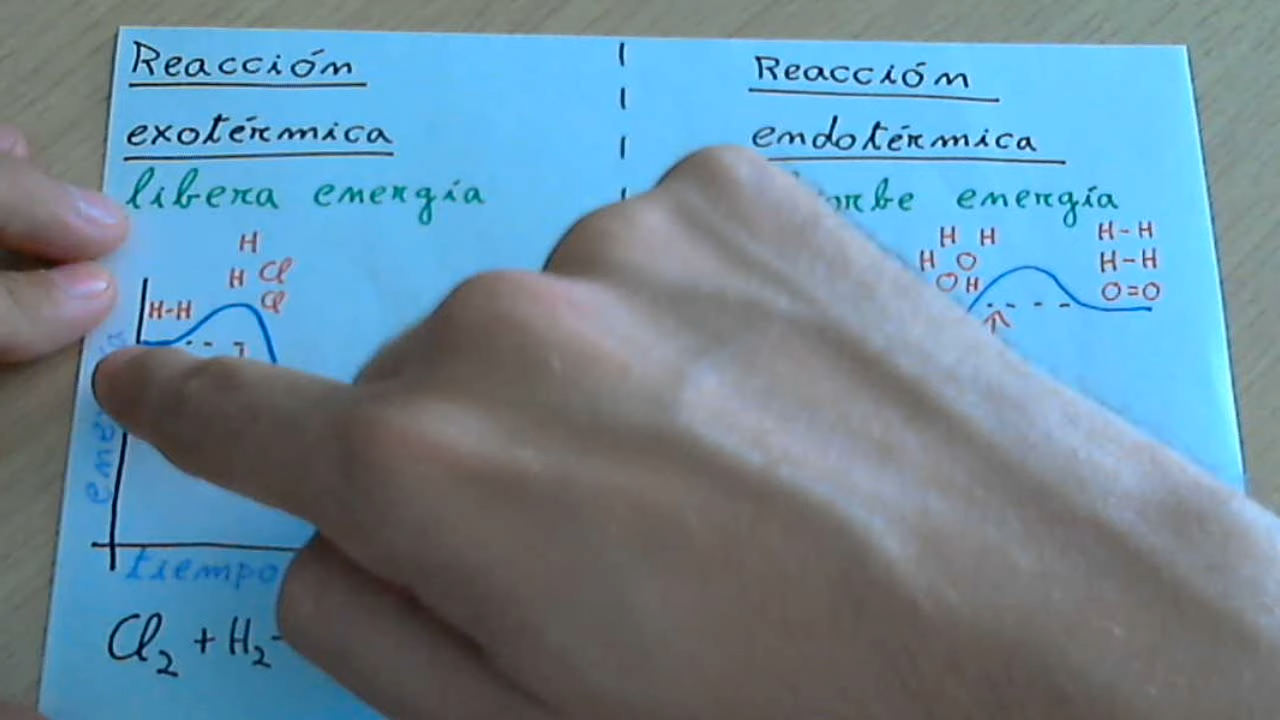 Reacción
exotérmica
libera energía
H
H Cl
H-H Cl
tiempo
Cl₂ + H₂
Reacción
endotérmica
energía
H H H-H
H O H-H
O H O=O